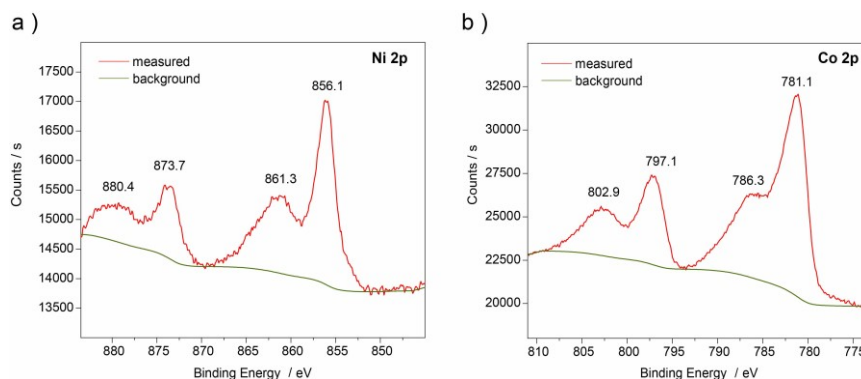 a )
Ni 2p
measured
background
856.1
873.7
861.3
880.4
17500
17000
16500
16000
15500
15000
14500
14000
13500
Counts / s
880 875 870 865 860 855 850
Binding Energy / eV
b )
Co 2p
measured
background
781.1
797.1
786.3
802.9
32500
30000
27500
25000
22500
20000
Counts / s
810 805 800 795 790 785 780 775
Binding Energy / eV